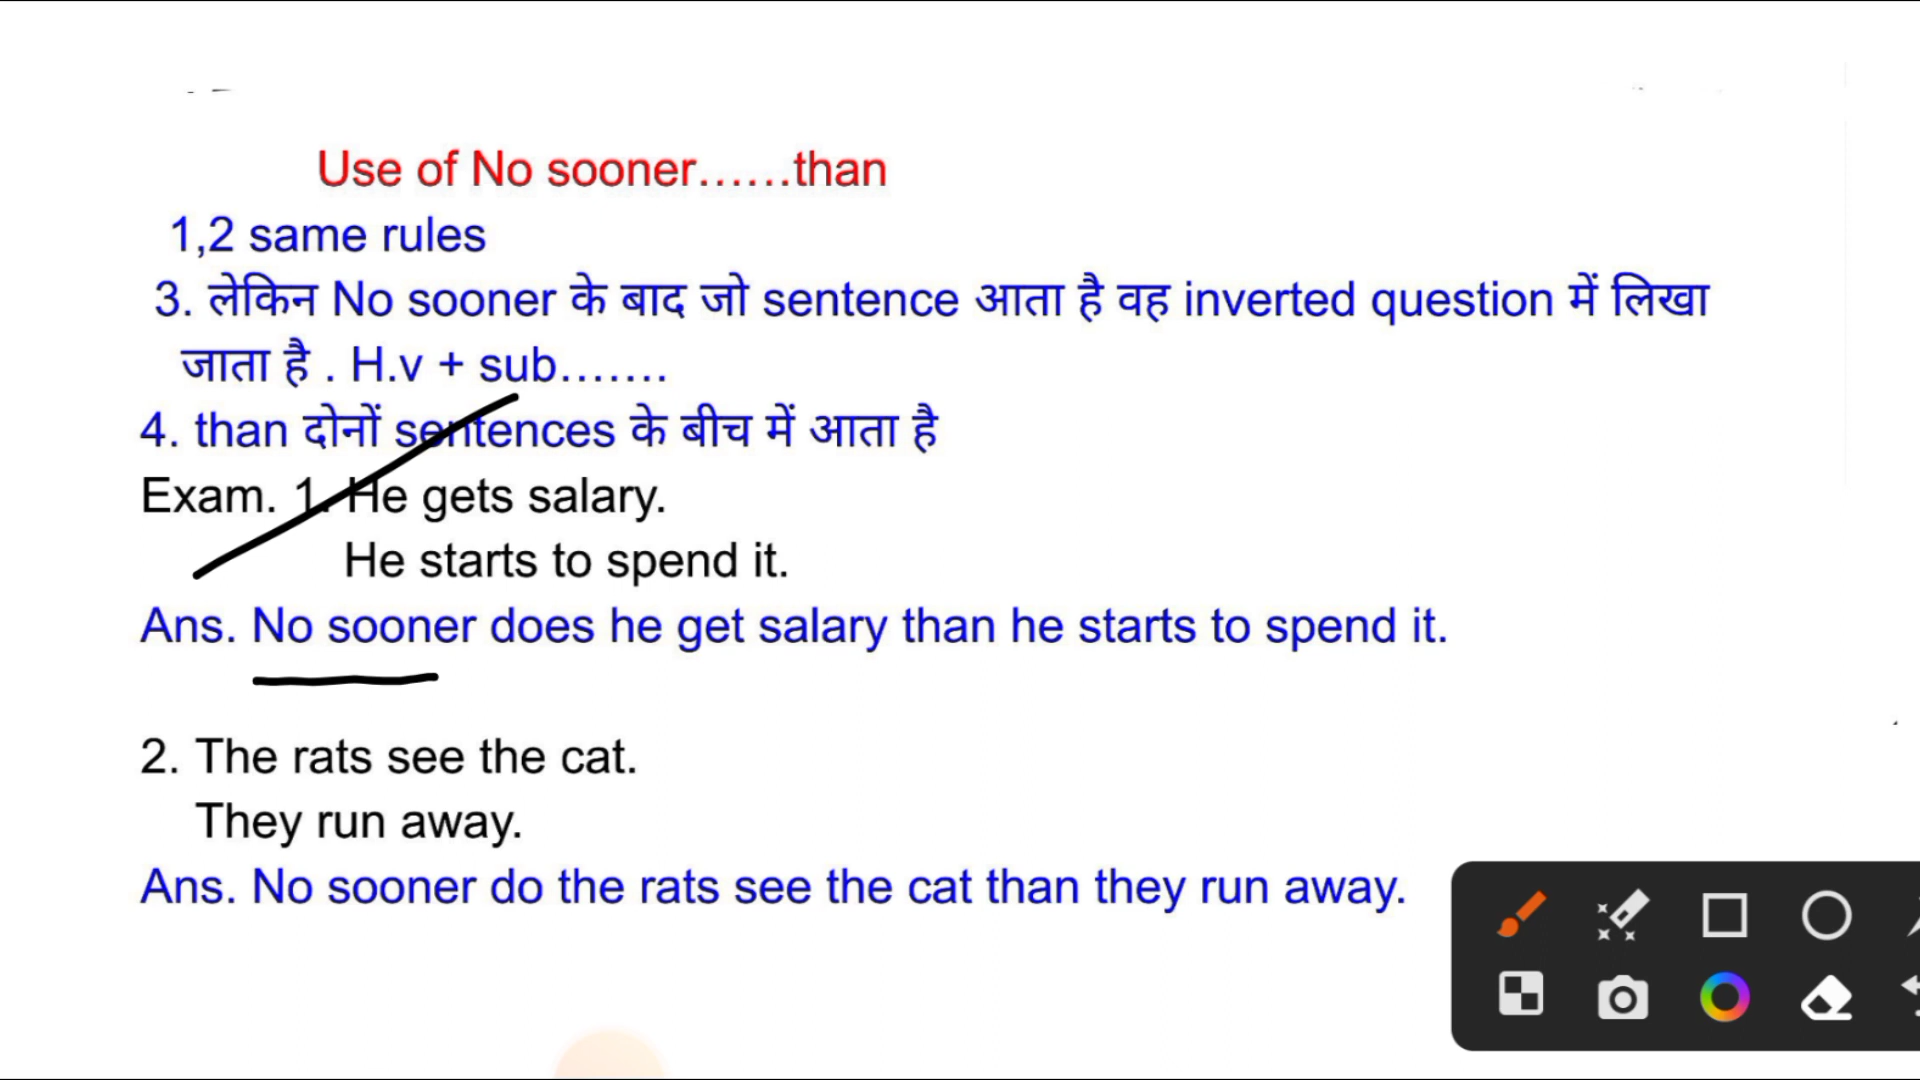 Use of No sooner......than
1,2 same rules
3. लेकिन No sooner के बाद जो sentence आता है वह inverted question में लिखा
जाता है . H.v + sub.......
4. than दोनों sentences के बीच में आता है
Exam. 1. He gets salary.
He starts to spend it.
Ans. No sooner does he get salary than he starts to spend it.
2. The rats see the cat.
They run away.
Ans. No sooner do the rats see the cat than they run away.